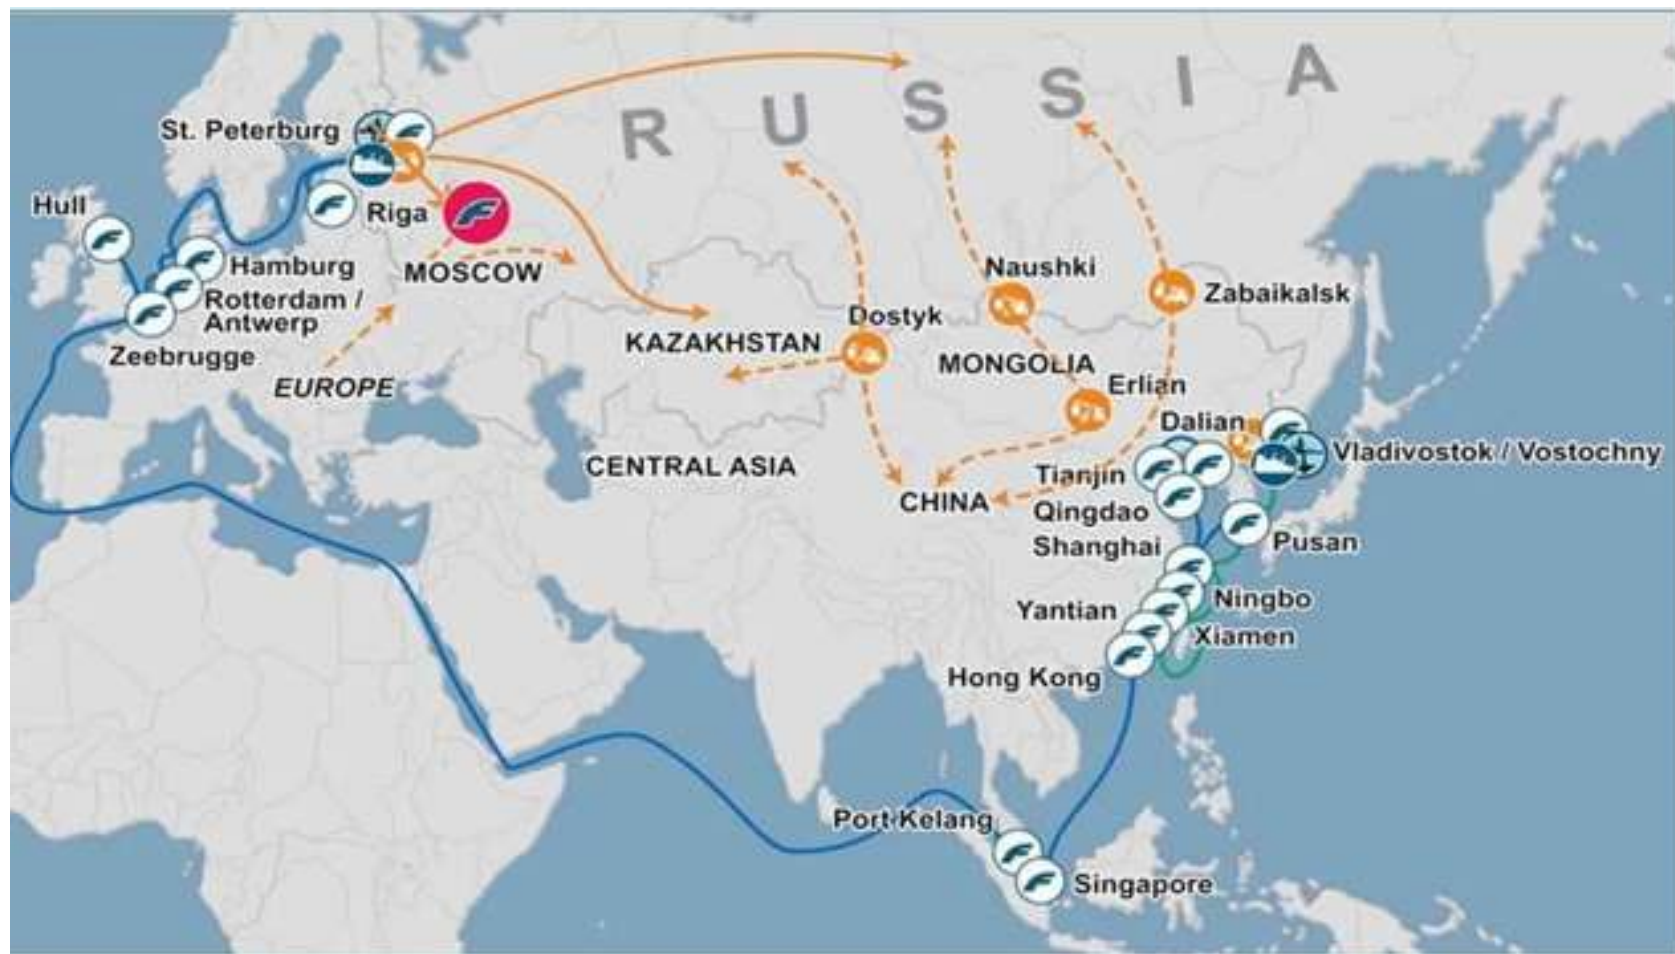 RUSSIA
St. Peterburg
Hull
Riga
MOSCOW
Hamburg
Rotterdam /
Antwerp
Zeebrugge
EUROPE
KAZAKHSTAN
Dostyk
Naushki
Zabaikalsk
MONGOLIA
Erlian
Dalian
Vladivostok / Vostochny
CENTRAL ASIA
Tianjin
CHINA
Qingdao
Shanghai
Pusan
Yantian
Ningbo
Xiamen
Hong Kong
Port Kelang
Singapore